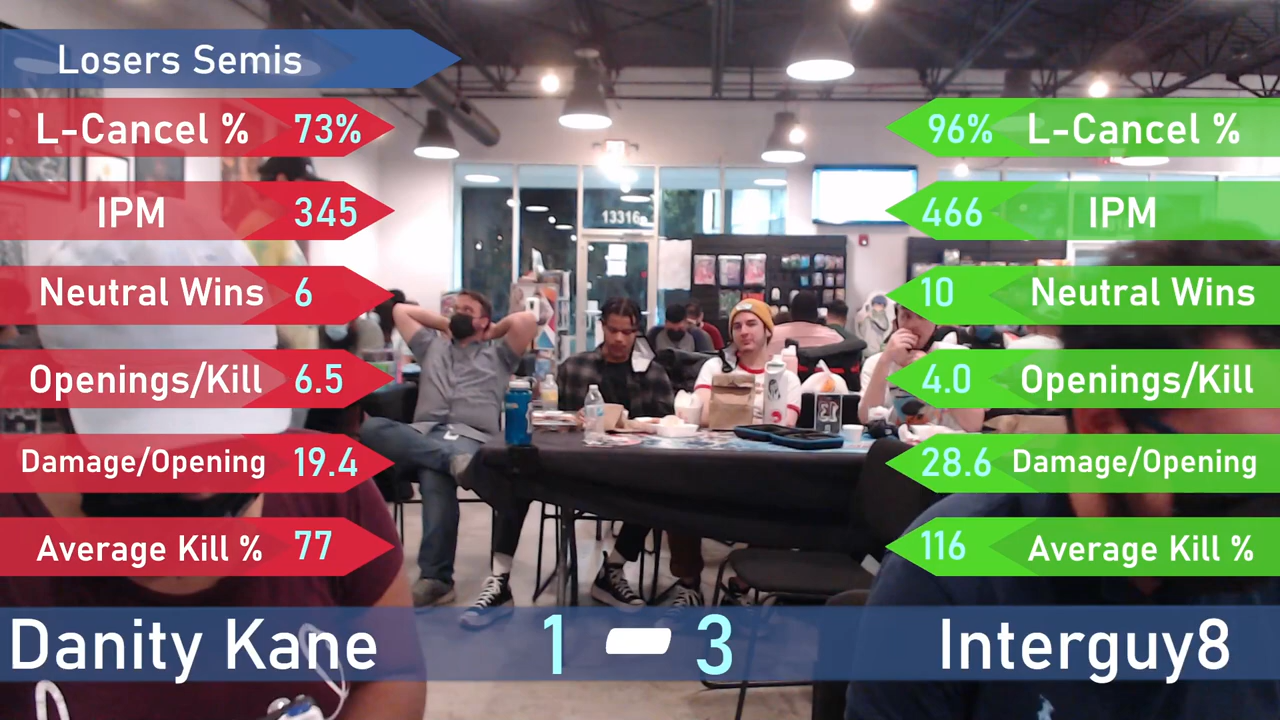 Losers Semis
L-Cancel % 73%
96% L-Cancel %
IPM 345
466 IPM
13316
Neutral Wins 6
10 Neutral Wins
Openings/Kill 6.5
4.0 Openings/Kill
Damage/Opening 19.4
28.6 Damage/Opening
Average Kill % 77
116 Average Kill %
Danity Kane 1 - 3 Interguy8